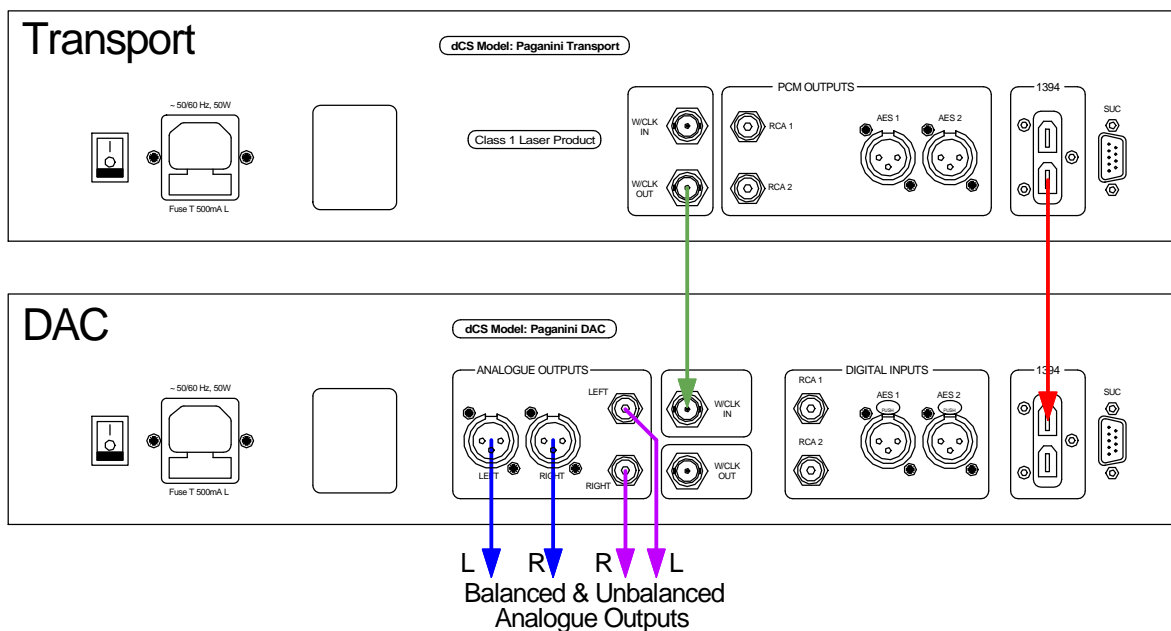 Transport
dCS Model: Paganini Transport
~ 50/60 Hz, 50W
Fuse T 500mA L
Class 1 Laser Product
W/CLK
IN
W/CLK
OUT
PCM OUTPUTS
RCA 1
RCA 2
AES 1
AES 2
1394
SUC
DAC
dCS Model: Paganini DAC
~ 50/60 Hz, 50W
Fuse T 500mA L
ANALOGUE OUTPUTS
LEFT
LEFT
RIGHT
RIGHT
W/CLK
IN
W/CLK
OUT
DIGITAL INPUTS
RCA 1
RCA 2
AES 1
PUSH
AES 2
PUSH
1394
SUC
L R R L
Balanced & Unbalanced
Analogue Outputs